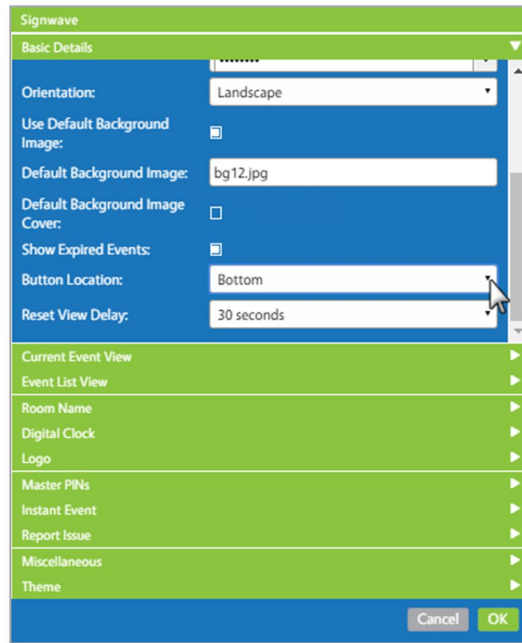 Signwave
Basic Details
Orientation: Landscape
Use Default Background
Image:
Default Background Image: bg12.jpg
Default Background Image
Cover:
Show Expired Events:
Button Location: Bottom
Reset View Delay: 30 seconds
Current Event View
Event List View
Room Name
Digital Clock
Logo
Master PINs
Instant Event
Report Issue
Miscellaneous
Theme
Cancel OK